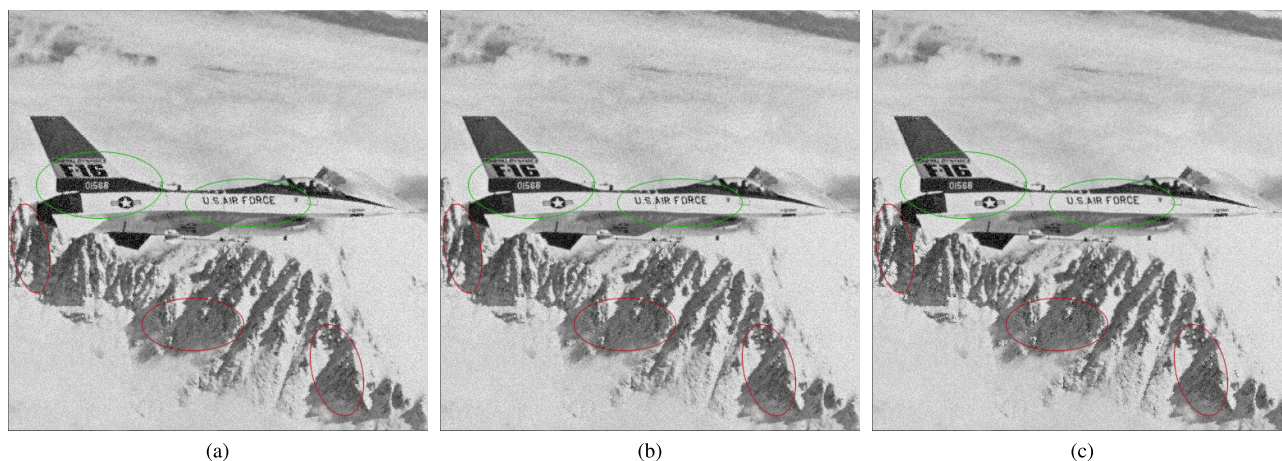 F-16
01568
U.S. AIR FORCE
F-16
01568
U.S. AIR FORCE
F-16
01568
U.S. AIR FORCE
(a)
(b)
(c)